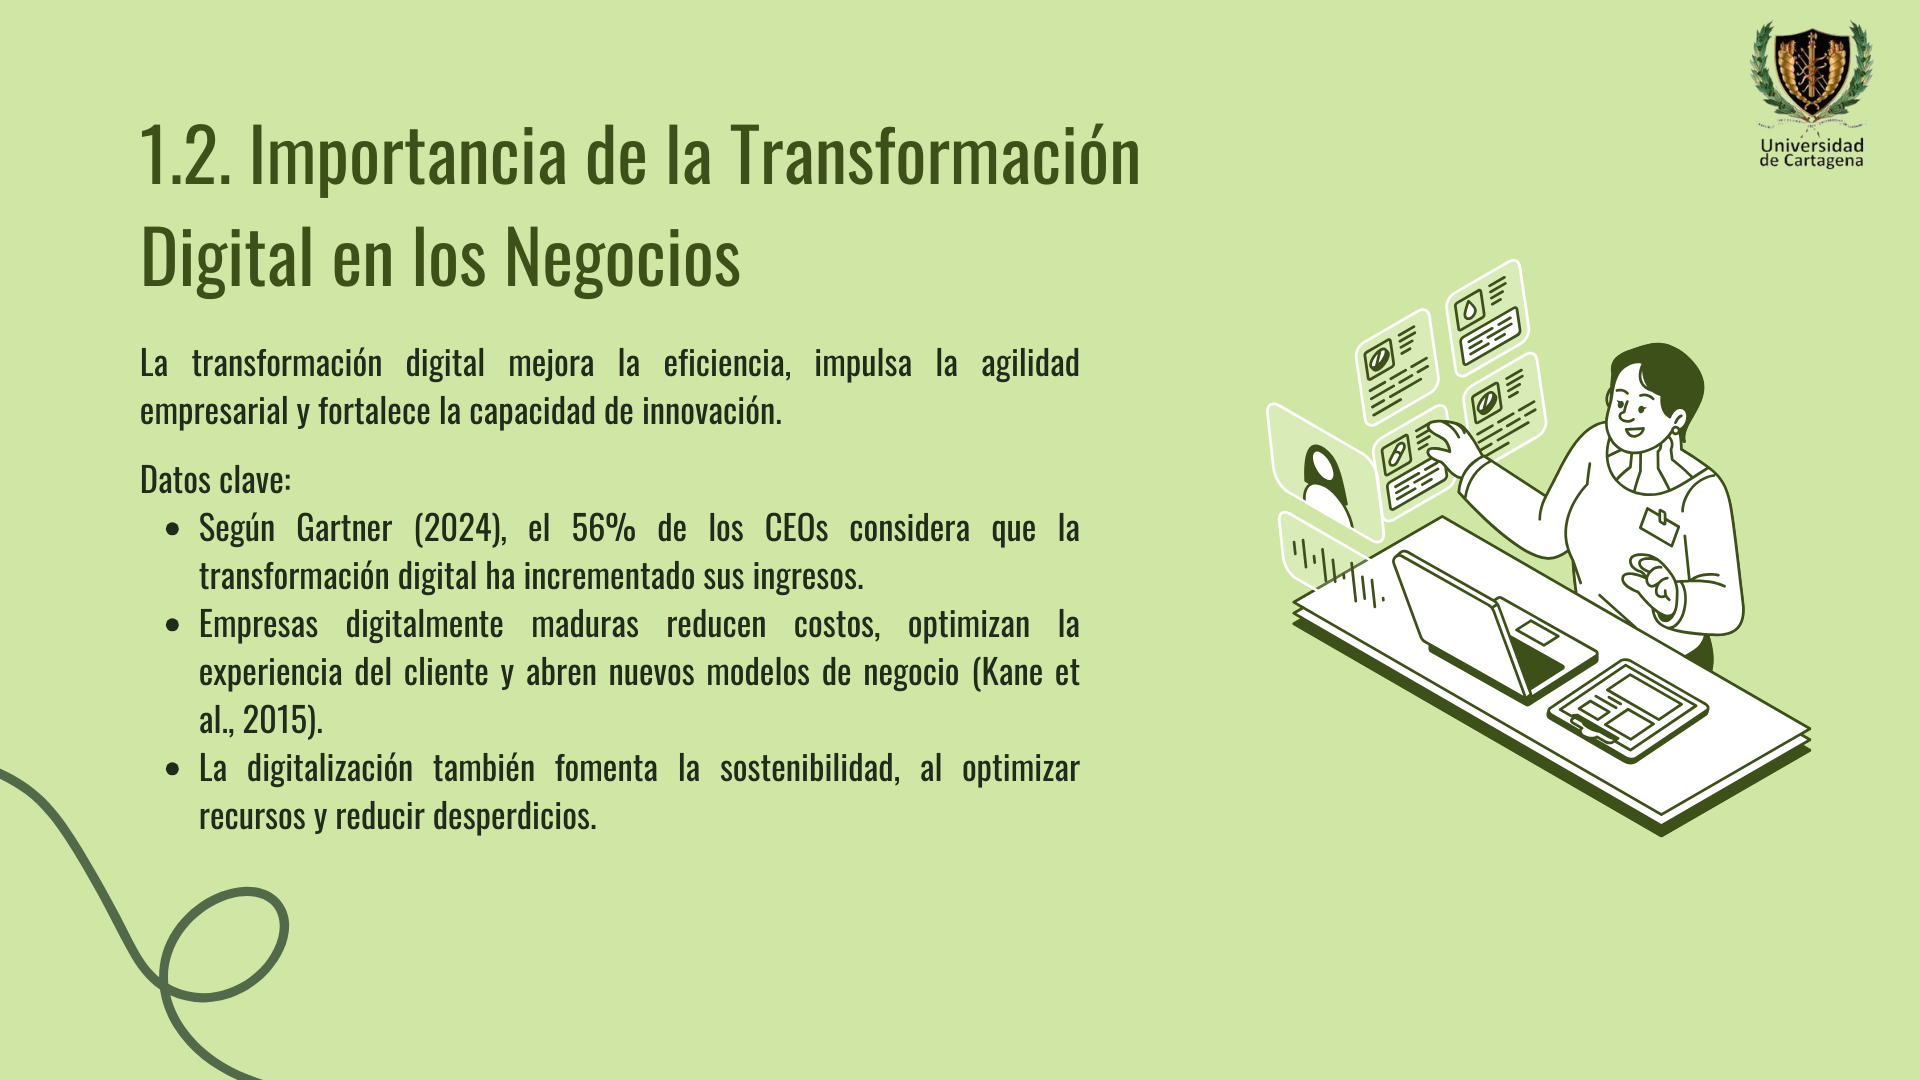 Universidad
de Cartagena
1.2. Importancia de la Transformación
Digital en los Negocios
La transformación digital mejora la eficiencia, impulsa la agilidad
empresarial y fortalece la capacidad de innovación.
Datos clave:
• Según Gartner (2024), el 56% de los CEOs considera que la
transformación digital ha incrementado sus ingresos.
• Empresas digitalmente maduras reducen costos, optimizan la
experiencia del cliente y abren nuevos modelos de negocio (Kane et
al., 2015).
• La digitalización también fomenta la sostenibilidad, al optimizar
recursos y reducir desperdicios.